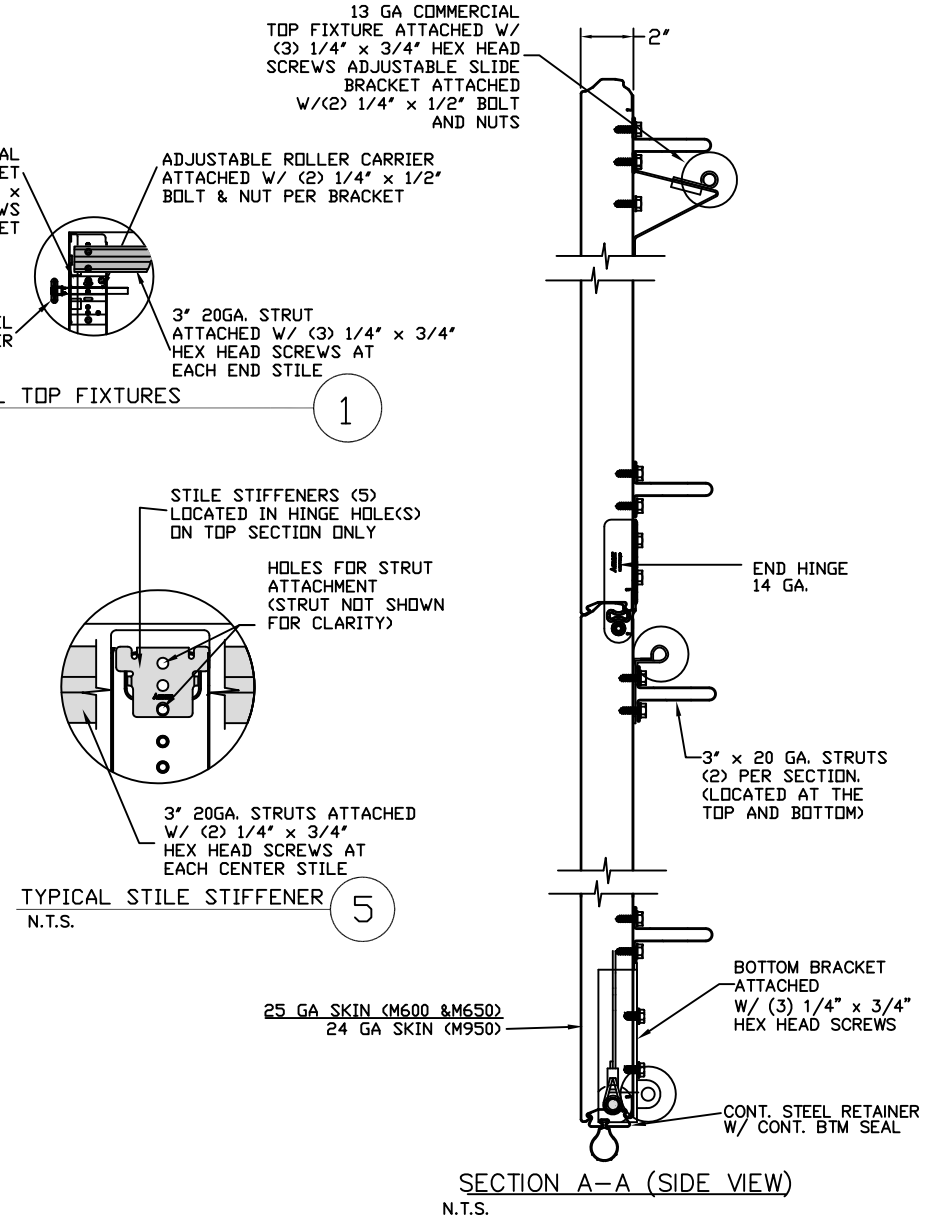 13 GA COMMERCIAL
TOP FIXTURE ATTACHED W/
(3) 1/4" x 3/4" HEX HEAD
SCREWS ADJUSTABLE SLIDE
BRACKET ATTACHED
W/(2) 1/4" x 1/2" BOLT
AND NUTS
2"
AL
ET
x
WS
ET
ADJUSTABLE ROLLER CARRIER
ATTACHED W/ (2) 1/4" x 1/2"
BOLT & NUT PER BRACKET
EL
ER
3" 20GA. STRUT
ATTACHED W/ (3) 1/4" x 3/4"
HEX HEAD SCREWS AT
EACH END STILE
L TOP FIXTURES
1
STILE STIFFENERS (5)
LOCATED IN HINGE HOLE(S)
ON TOP SECTION ONLY
HOLES FOR STRUT
ATTACHMENT
(STRUT NOT SHOWN
FOR CLARITY)
3" 20GA. STRUTS ATTACHED
W/ (2) 1/4" x 3/4"
HEX HEAD SCREWS AT
EACH CENTER STILE
TYPICAL STILE STIFFENER
5
N.T.S.
END HINGE
14 GA.
3" x 20 GA. STRUTS
(2) PER SECTION.
(LOCATED AT THE
TOP AND BOTTOM)
25 GA SKIN (M600 &M650)
24 GA SKIN (M950)
BOTTOM BRACKET
ATTACHED
W/ (3) 1/4" x 3/4"
HEX HEAD SCREWS
CONT. STEEL RETAINER
W/ CONT. BTM SEAL
SECTION A-A (SIDE VIEW)
N.T.S.